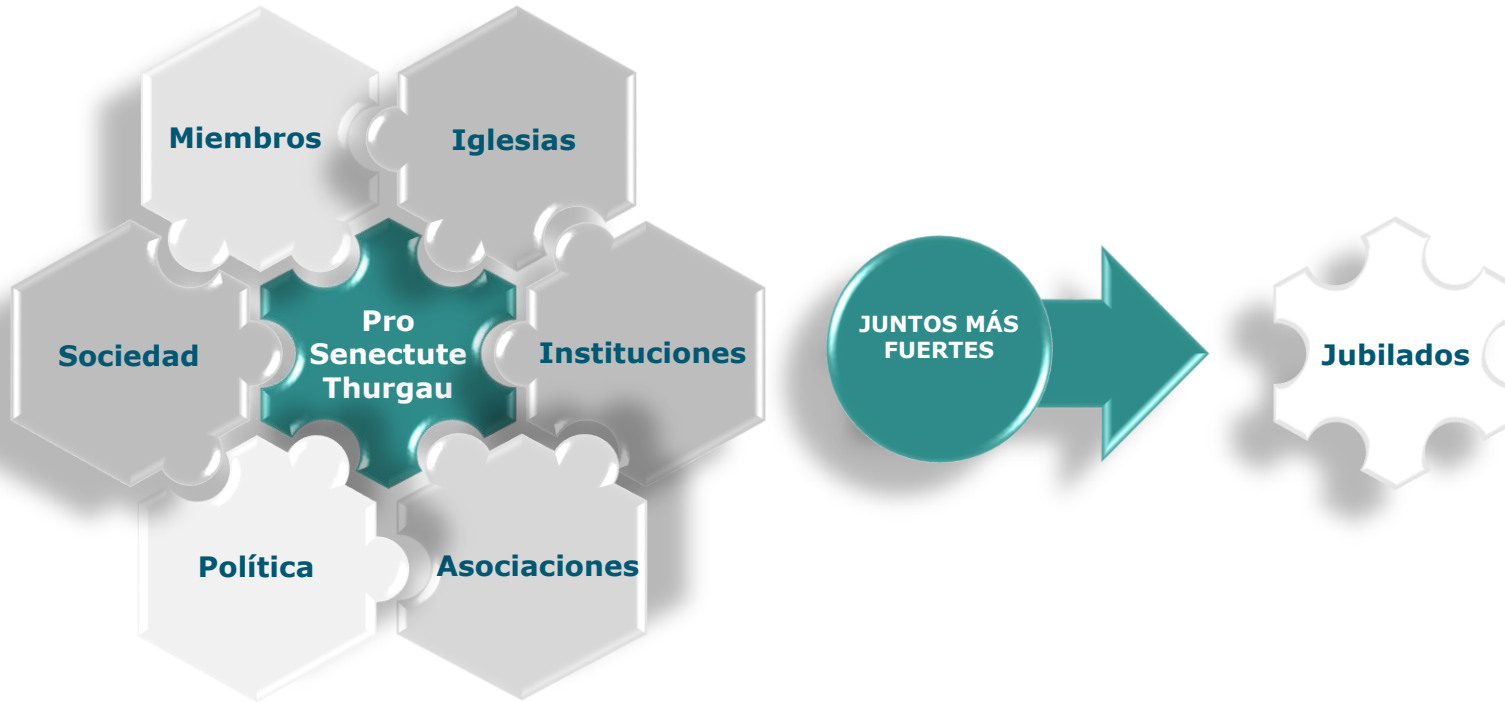 Miembros
Iglesias
Sociedad
Pro
Senectute
Thurgau
Instituciones
Política
Asociaciones
JUNTOS MÁS
FUERTES
Jubilados